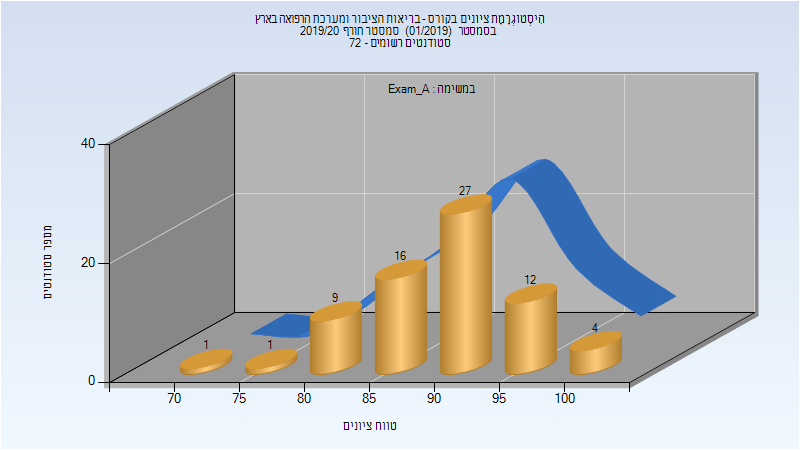 הִיסְטוֹגְרָמַת ציונים בקורס - בריאות הציבור ומערכת הרפואה בארץ
בסמסטר (01/2019) סמסטר חורף 2019/20
סטודנטים רשומים - 72
במשימה : Exam_A
מספר סטודנטים
40
20
0
1
1
9
16
27
12
4
70
75
80
85
90
95
100
טווח ציונים